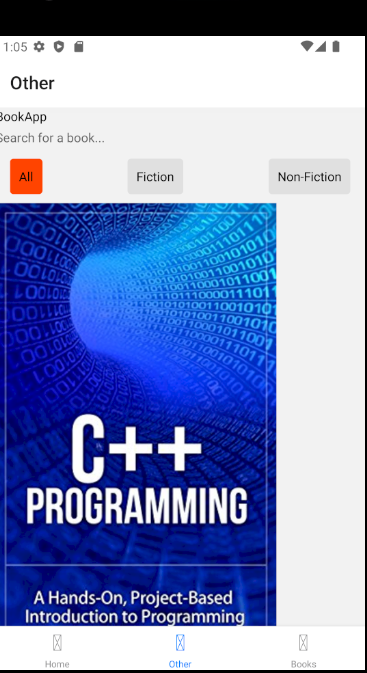 1:05
Other
BookApp
Search for a book...
All Fiction Non-Fiction
C++
PROGRAMMING
A Hands-On, Project-Based
Introduction to Programming
Home Other Books